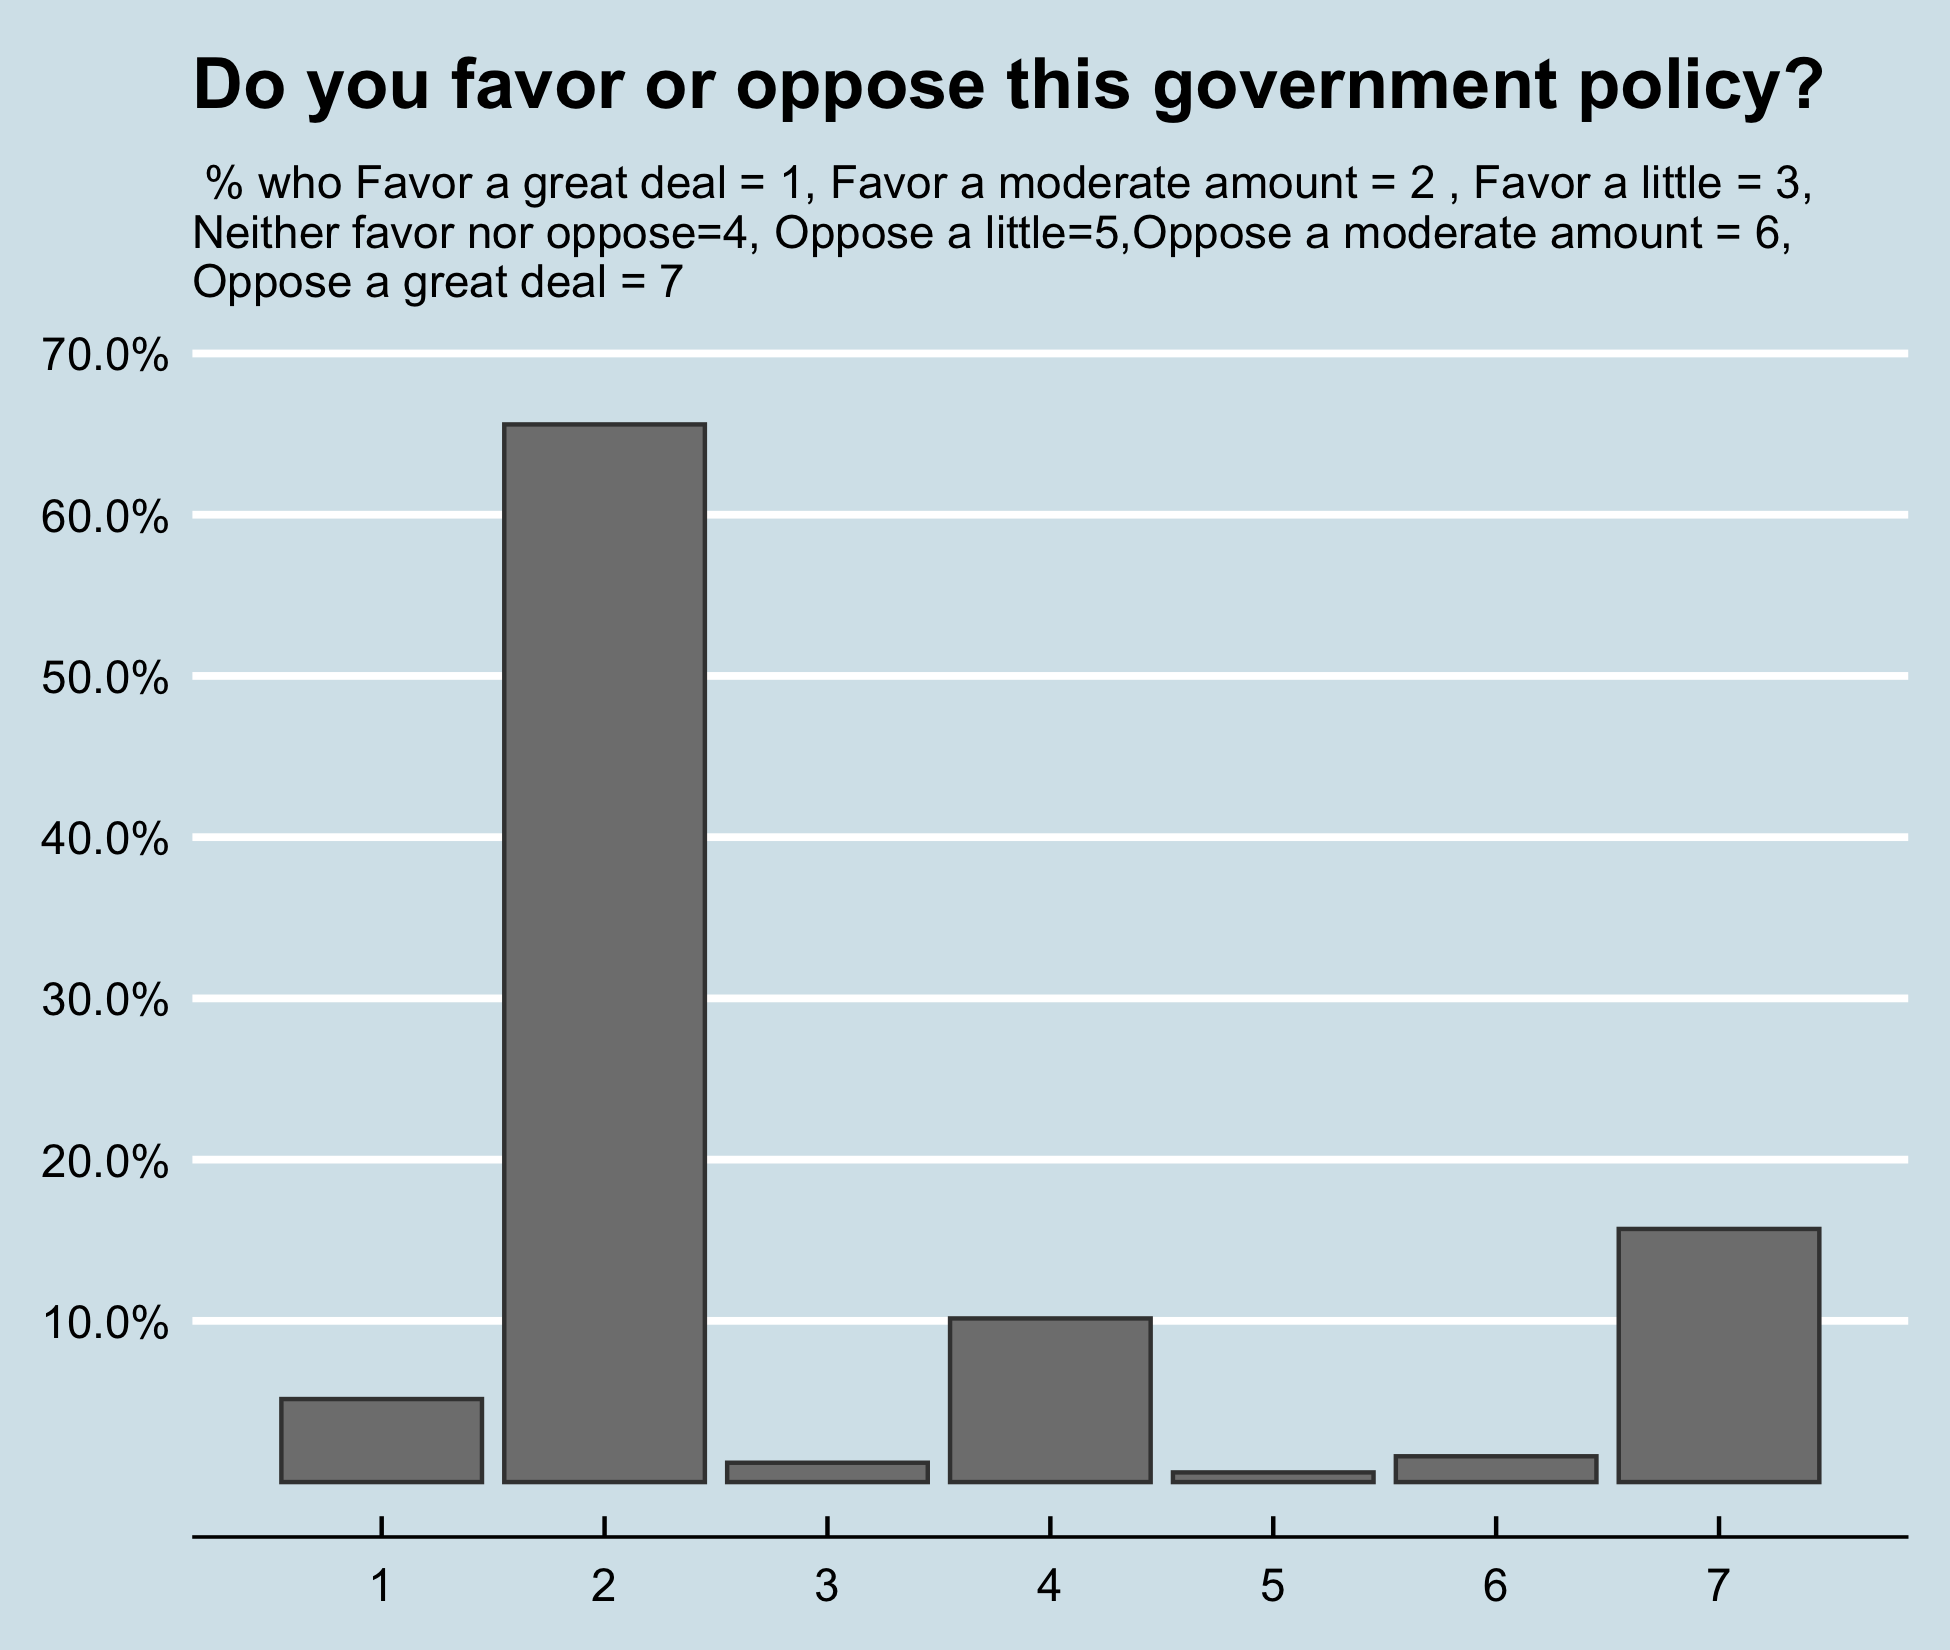 Do you favor or oppose this government policy?
% who Favor a great deal = 1, Favor a moderate amount = 2 , Favor a little = 3,
Neither favor nor oppose=4, Oppose a little=5,Oppose a moderate amount = 6,
Oppose a great deal = 7
70.0%
60.0%
50.0%
40.0%
30.0%
20.0%
10.0%
1 2 3 4 5 6 7